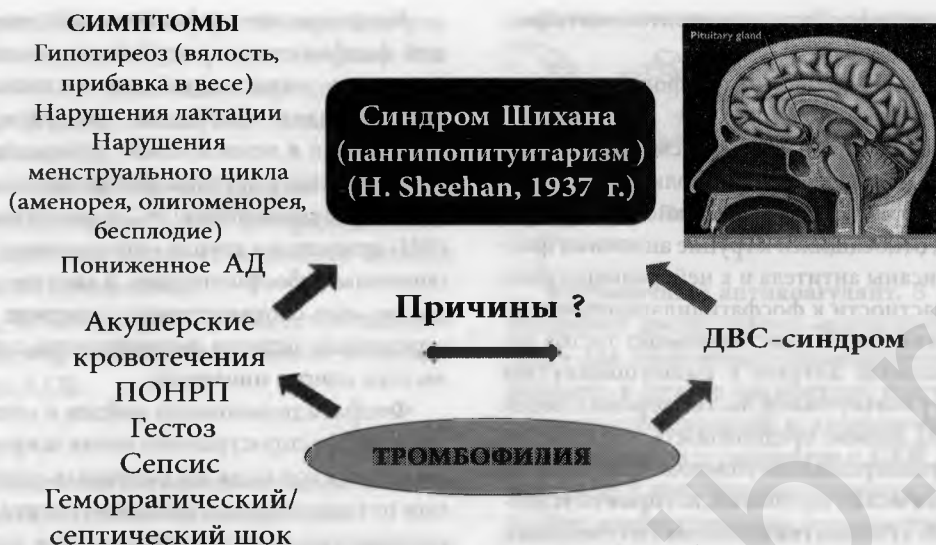 СИМПТОМЫ
Гипотиреоз (вялость,
прибавка в весе)
Нарушения лактации
Нарушения
менструального цикла
(аменорея, олигоменорея,
бесплодие)
Пониженное АД
Синдром Шихана
(пангипопитуитаризм)
(H. Sheehan, 1937 г.)
Pituitary gland
Причины ?
Акушерские
кровотечения
ПОНРП
Гестоз
Сепсис
Геморрагический/
септический шок
ДВС-синдром
ТРОМБОФИЛИЯ